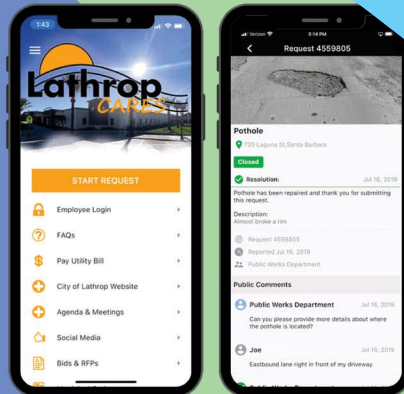 1:43
Lathrop
CARES
START REQUEST
Employee Login
FAQs
Pay Utility Bill
City of Lathrop Website
Agenda & Meetings
Social Media
Bids & RFPs
Verizon
5:14 PM
Request 4559805
Pothole
720 Laguna St,Santa Barbara
Closed
Resolution:
Jul 16, 2019
Pothole has been repaired and thank you for submitting
this request.
Description:
Almost broke a rim
Request 4559805
Reported Jul 16, 2019
Public Works Department
Public Comments
Public Works Department
Jul 16, 2019
Can you please provide more details about where
the pothole is located?
Joe
Jul 16, 2019
Eastbound lane right in front of my driveway